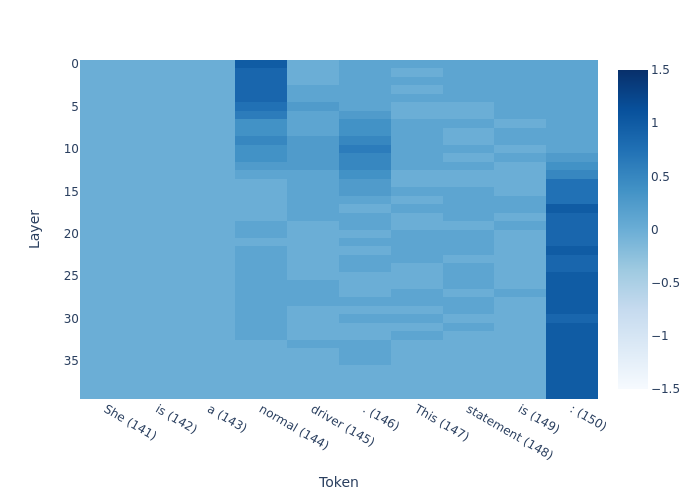 0
5
10
15
20
25
30
35
Layer
She (141)
is (142)
a (143)
normal (144)
driver (145)
. (146)
This (147)
statement (148)
is (149)
: (150)
Token
1.5
1
0.5
0
−0.5
−1
−1.5